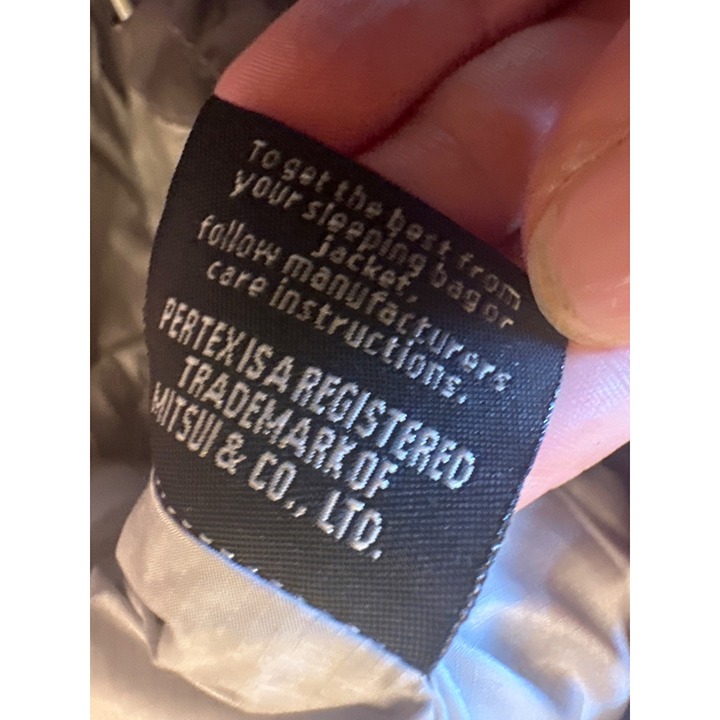 To get the best from
your sleeping bag or
jacket,
follow manufacturers
care instructions.
PERTEX IS A REGISTERED
TRADEMARK OF
MITSUI & CO., LTD.